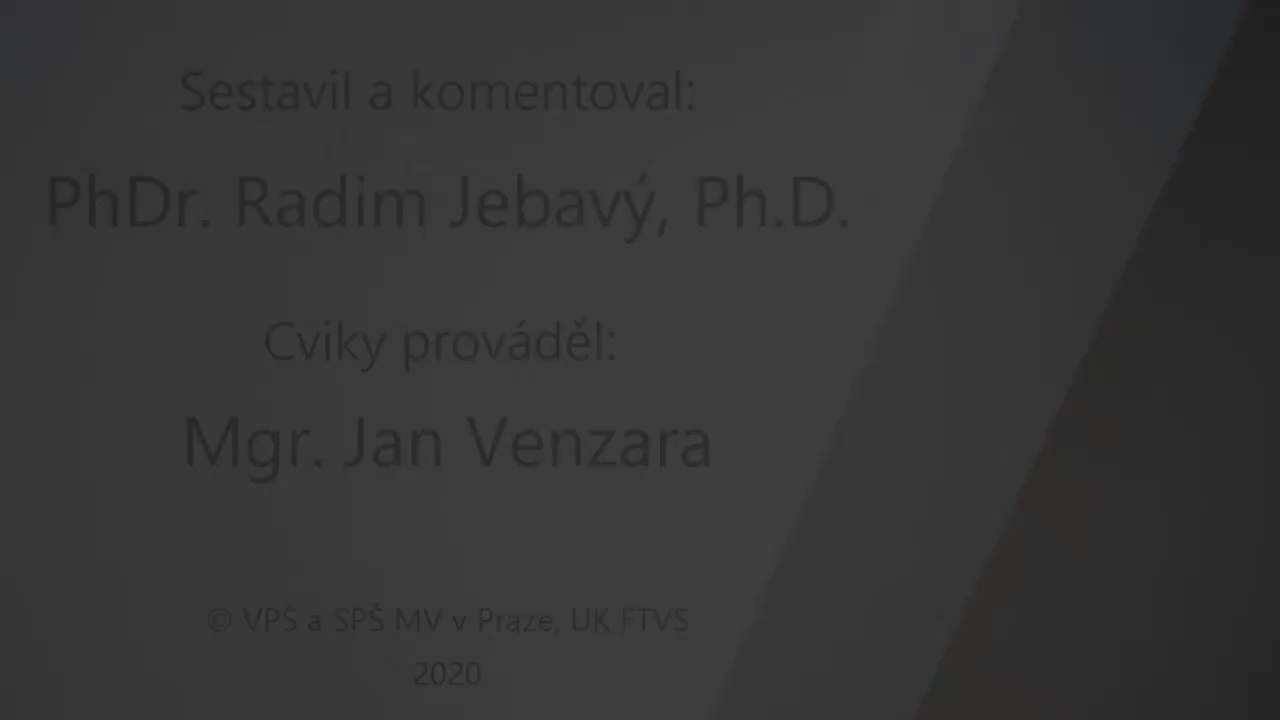 Sestavil a komentoval:
PhDr. Radim Jebavý, Ph.D.
Cviky prováděl:
Mgr. Jan Venzara
© VPŠ a SPŠ MV v Praze, UK FTVS
2020